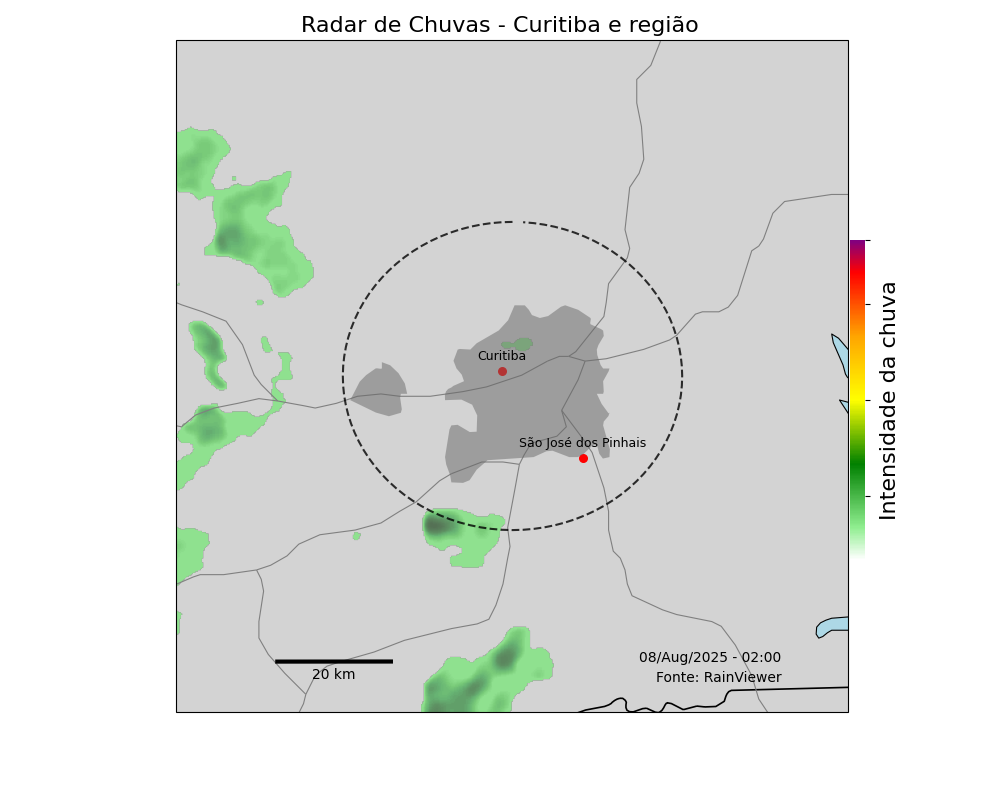 Radar de Chuvas - Curitiba e região
Curitiba
São José dos Pinhais
Intensidade da chuva
08/Aug/2025 - 02:00
20 km
Fonte: RainViewer